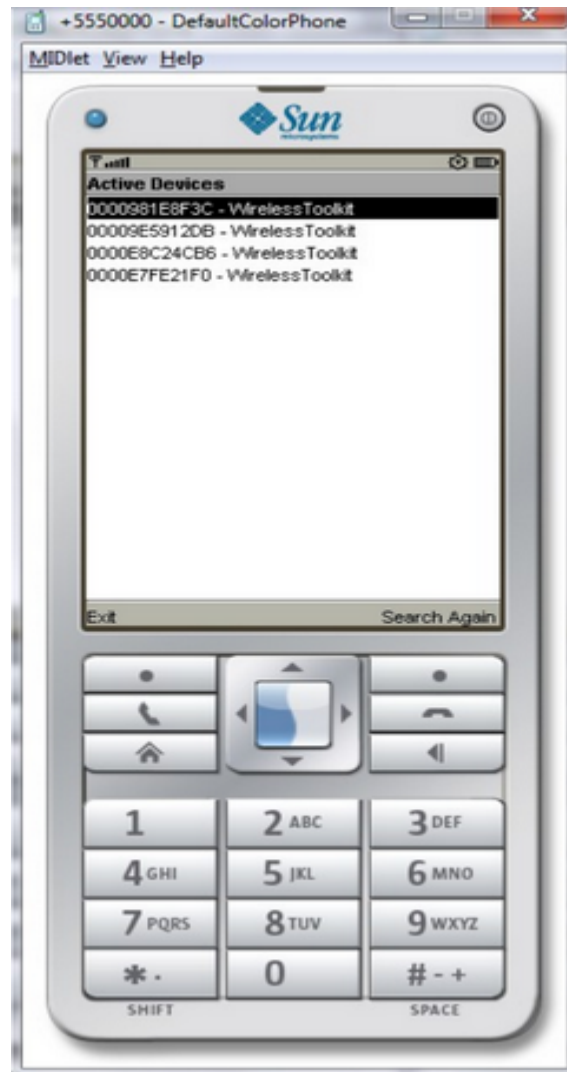 +5550000 - DefaultColorPhone
MIDlet View Help
Sun
microsystems
Active Devices
0000981E8F3C - WirelessToolkit
00009E5912DB - WirelessToolkit
0000E8C24CB6 - WirelessToolkit
0000E7FE21F0 - WirelessToolkit
Exit Search Again
1 2 ABC 3 DEF
4 GHI 5 JKL 6 MNO
7 PQRS 8 TUV 9 WXYZ
* . 0 # - +
SHIFT SPACE